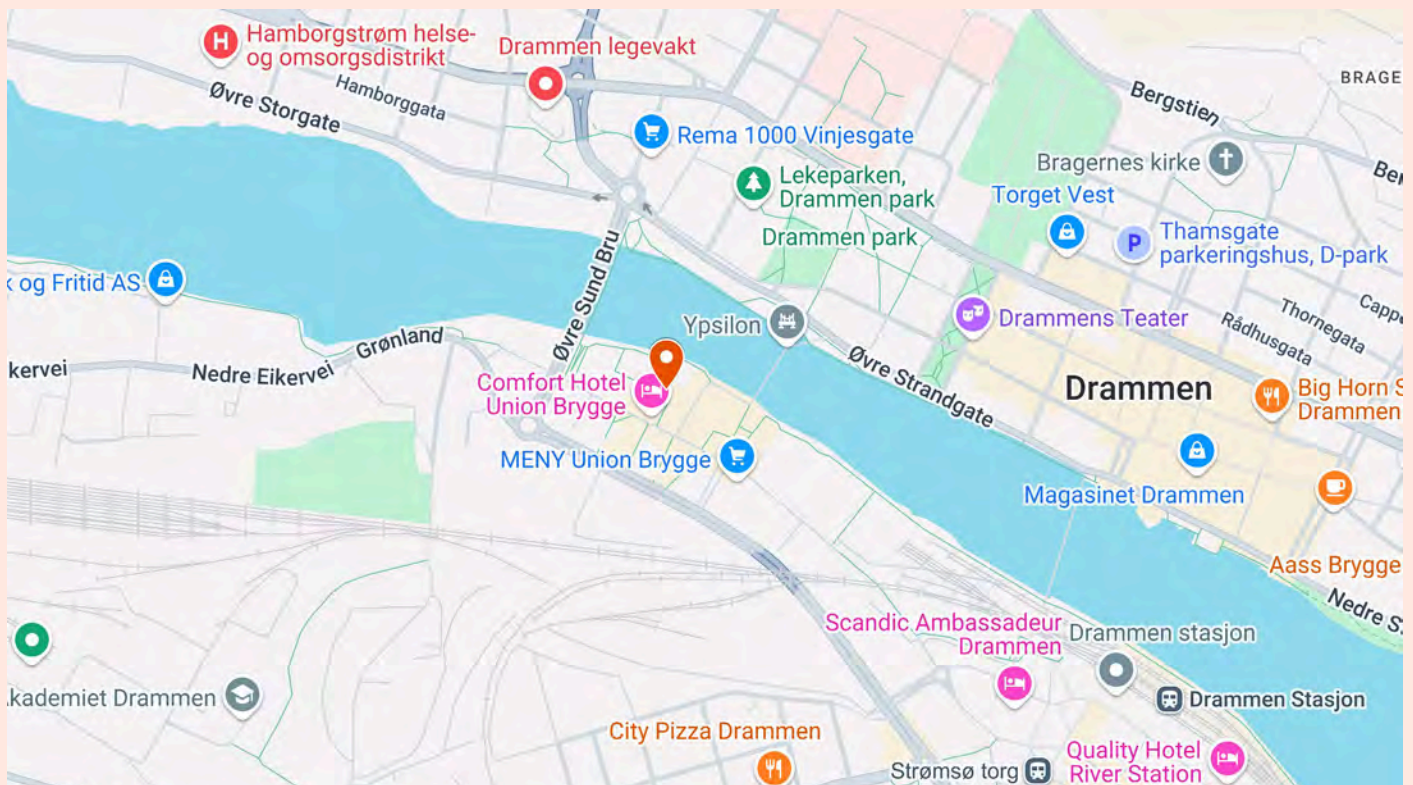 Hamborgstrøm helse-
og omsorgsdistrikt
Drammen legevakt
Hamborggata
Øvre Storgate
Rema 1000 Vinjesgate
Lekeparken,
Drammen park
Drammen park
Bergstien
Bragernes kirke
Torget Vest
P
Thamsgate
parkeringshus, D-park
H
k og Fritid AS
Øvre Sund Bru
Ypsilon
Drammens Teater
Thornegata
Rådhusgata
Grønland
Nedre Eikervei
kervei
Comfort Hotel
Union Brygge
Øvre Strandgate
Drammen
Big Horn S
Drammen
MENY Union Brygge
Magasinet Drammen
Aass Brygge
Nedre S
Scandic Ambassadeur
Drammen
Drammen stasjon
kademiet Drammen
Drammen Stasjon
City Pizza Drammen
Strømsø torg
Quality Hotel
River Station
BRAGE
Ber
Cappe